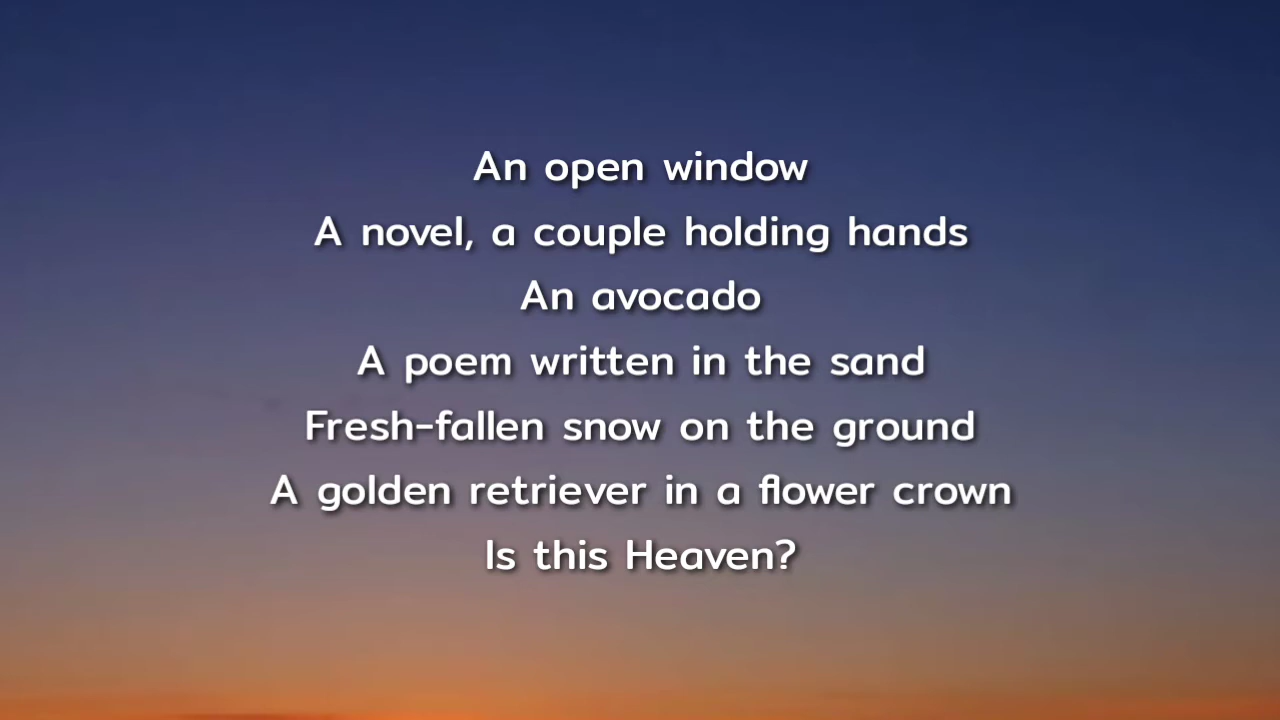 An open window
A novel, a couple holding hands
An avocado
A poem written in the sand
Fresh-fallen snow on the ground
A golden retriever in a flower crown
Is this Heaven?